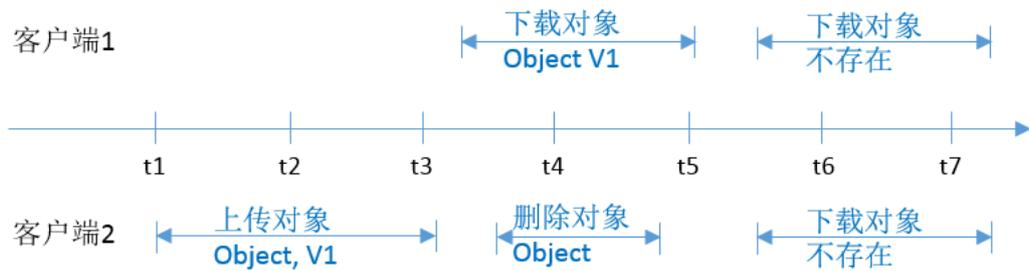 客户端1
下载对象
Object V1
下载对象
不存在
t1 t2 t3 t4 t5 t6 t7
客户端2
上传对象
Object, V1
删除对象
Object
下载对象
不存在